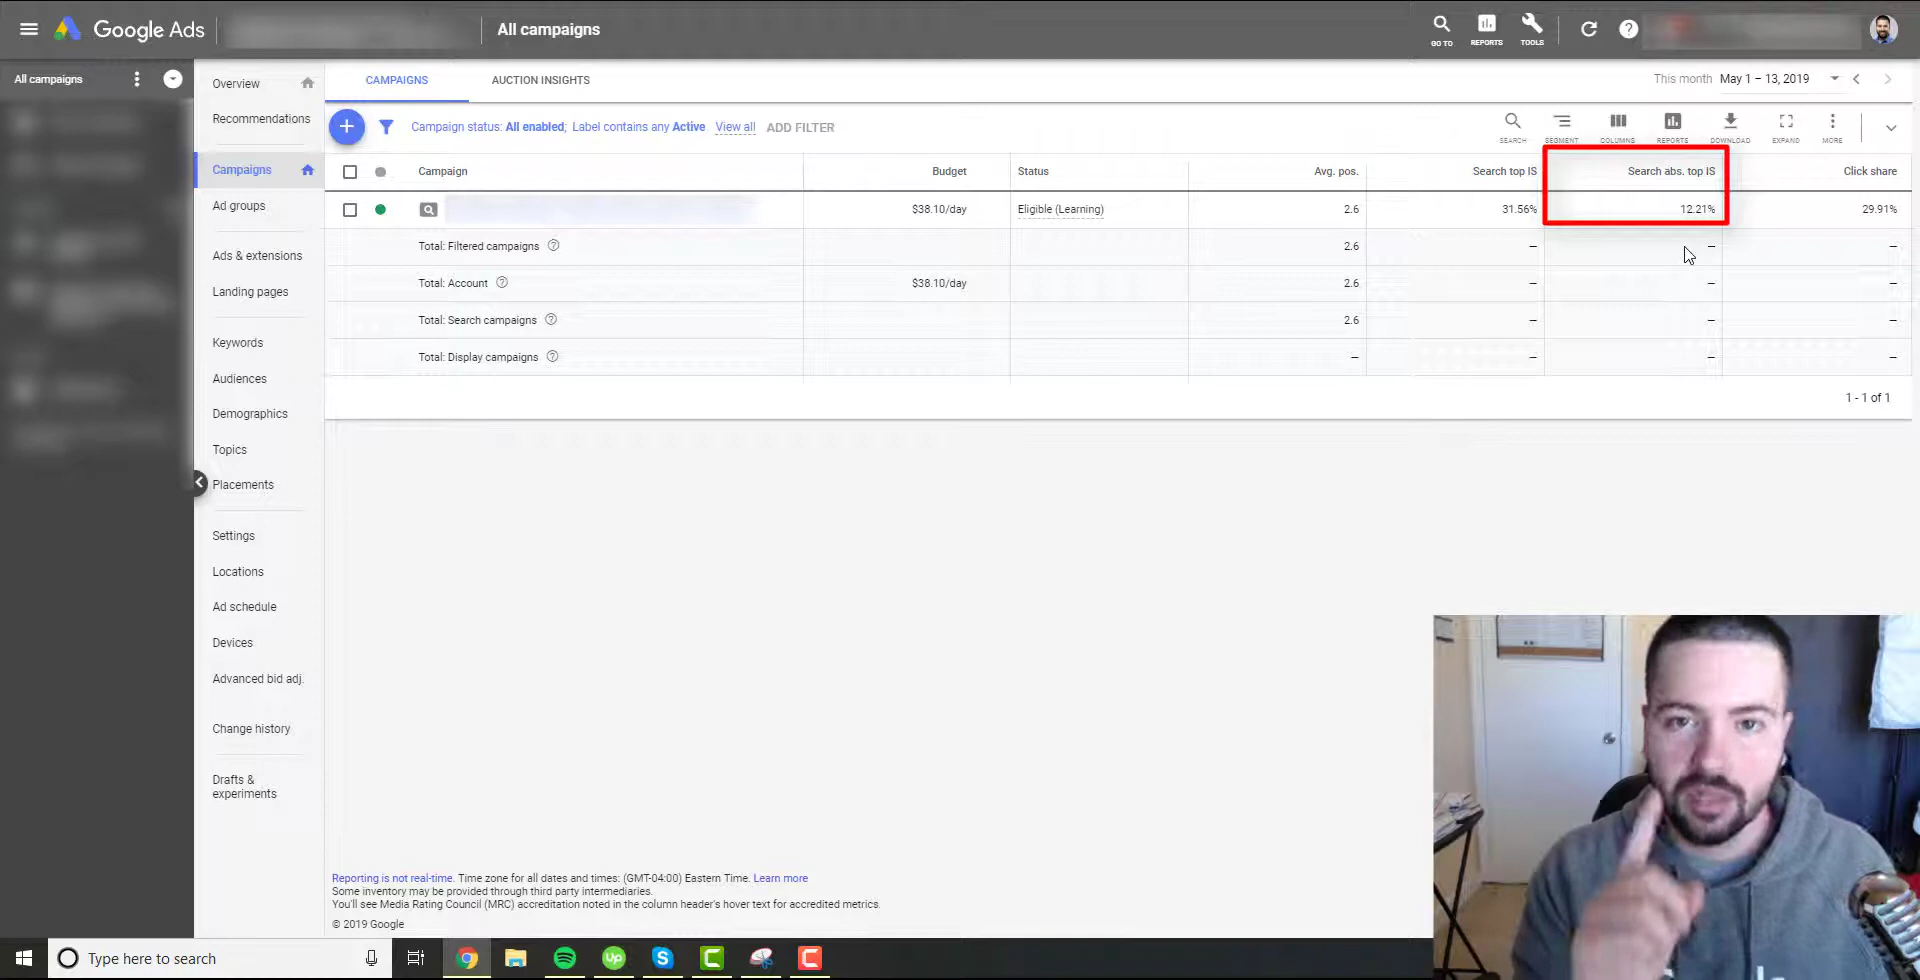 Google Ads
All campaigns
GO TO
REPORTS
TOOLS
All campaigns
Overview
Recommendations
Campaigns
Ad groups
Ads & extensions
Landing pages
Keywords
Audiences
Demographics
Topics
Placements
Settings
Locations
Ad schedule
Devices
Advanced bid adj.
Change history
Drafts &
experiments
CAMPAIGNS AUCTION INSIGHTS
This month May 1 – 13, 2019
Campaign status: All enabled; Label contains any Active View all ADD FILTER
SEARCH SEGMENT COLUMNS REPORTS DOWNLOAD EXPAND MORE
Campaign Budget Status Avg. pos. Search top IS Search abs. top IS Click share
$38.10/day Eligible (Learning) 2.6 31.56% 12.21% 29.91%
Total: Filtered campaigns 2.6 – – –
Total: Account $38.10/day 2.6 – – –
Total: Search campaigns 2.6 – – –
Total: Display campaigns – – – –
1 - 1 of 1
Reporting is not real-time. Time zone for all dates and times: (GMT-04:00) Eastern Time. Learn more
Some inventory may be provided through third party intermediaries.
You'll see Media Rating Council (MRC) accreditation noted in the column header's hover text for accredited metrics.
© 2019 Google
Type here to search